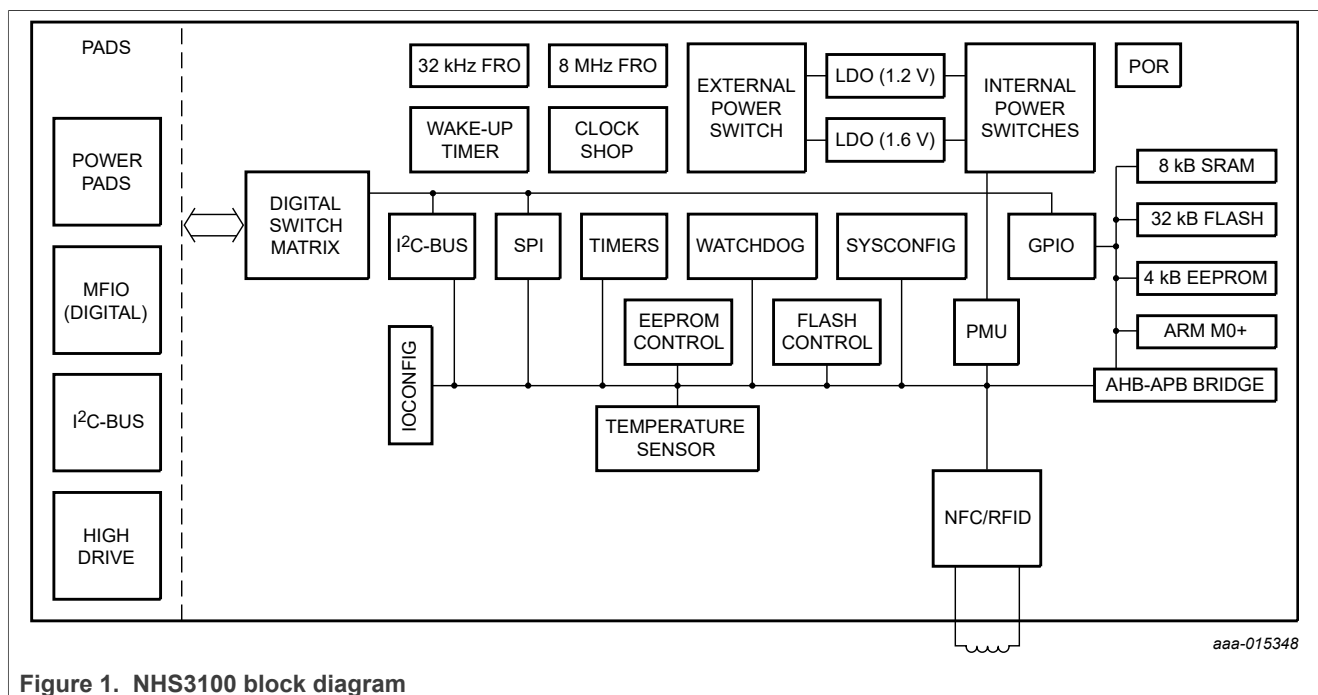 PADS
POWER
PADS
MFIO
(DIGITAL)
I²C-BUS
HIGH
DRIVE
32 kHz FRO
8 MHz FRO
WAKE-UP
TIMER
CLOCK
SHOP
EXTERNAL
POWER
SWITCH
LDO (1.2 V)
LDO (1.6 V)
INTERNAL
POWER
SWITCHES
POR
DIGITAL
SWITCH
MATRIX
I²C-BUS
SPI
TIMERS
WATCHDOG
SYSCONFIG
GPIO
8 kB SRAM
32 kB FLASH
4 kB EEPROM
ARM M0+
AHB-APB BRIDGE
IOCONFIG
EEPROM
CONTROL
FLASH
CONTROL
PMU
TEMPERATURE
SENSOR
NFC/RFID
aaa-015348
Figure 1. NHS3100 block diagram